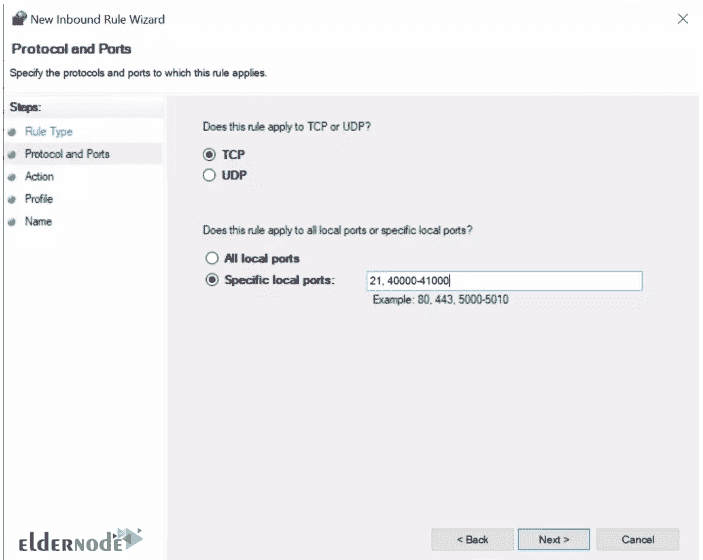 New Inbound Rule Wizard
Protocol and Ports
Specify the protocols and ports to which this rule applies.
Steps:
Rule Type
Protocol and Ports
Action
Profile
Name
Does this rule apply to TCP or UDP?
TCP
UDP
Does this rule apply to all local ports or specific local ports?
All local ports
Specific local ports:
21, 40000-41000
Example: 80, 443, 5000-5010
< Back
Next >
Cancel
eldernode